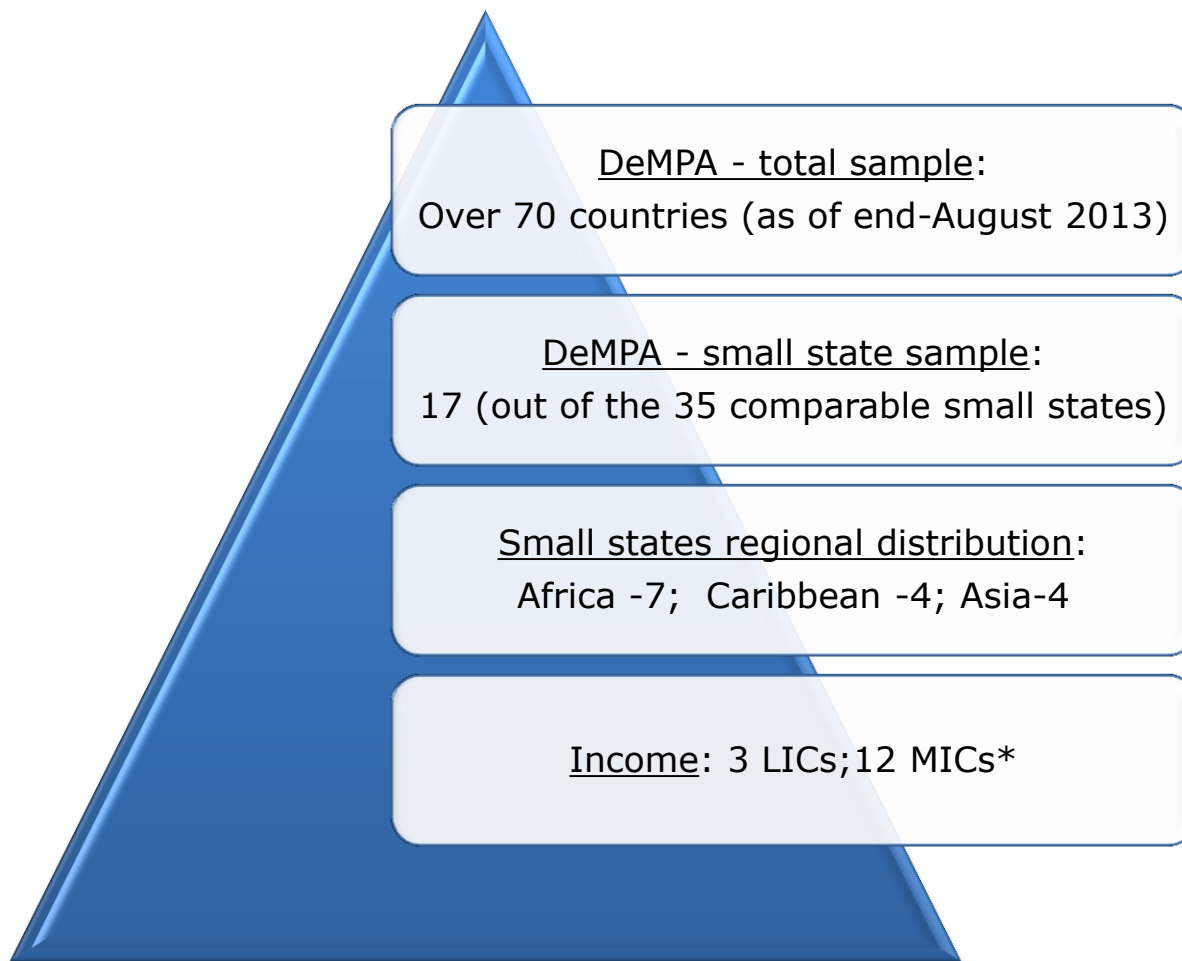 DeMPA - total sample:
Over 70 countries (as of end-August 2013)
DeMPA - small state sample:
17 (out of the 35 comparable small states)
Small states regional distribution:
Africa -7;  Caribbean -4; Asia-4
Income: 3 LICs;12 MICs*